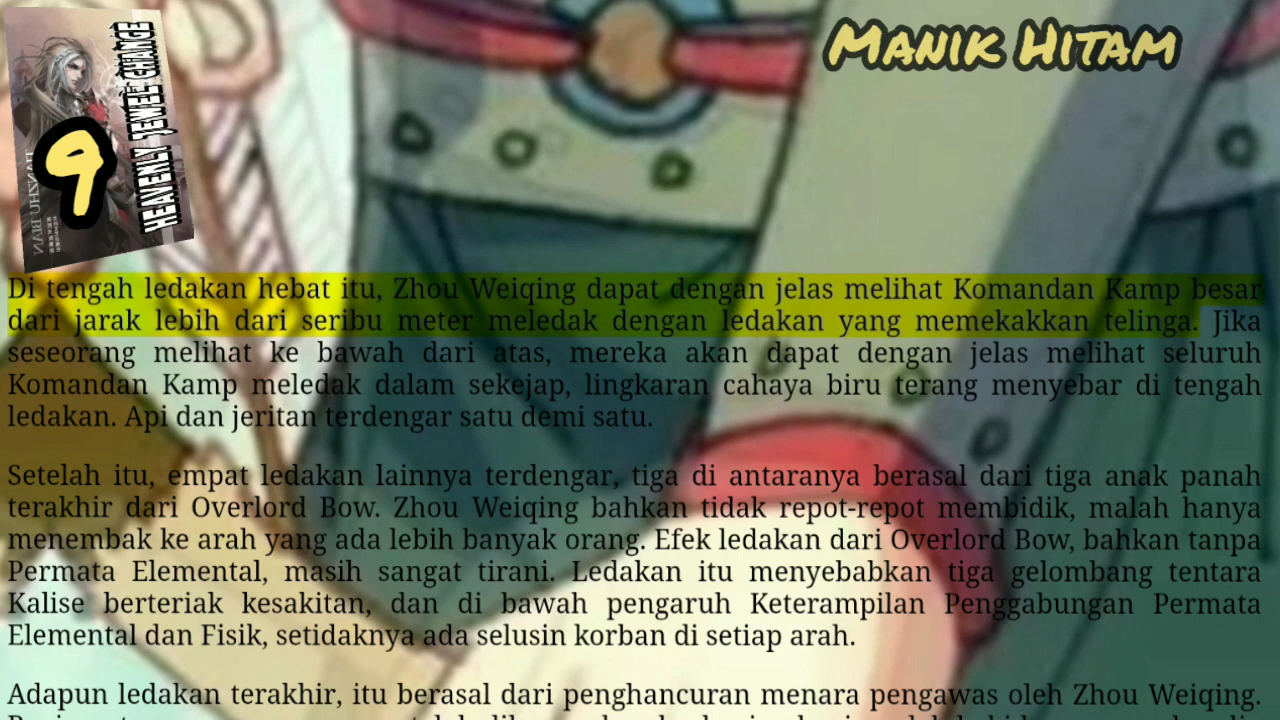 Manik Hitam
9
HEAVENLY JEWEL CHANGE
Di tengah ledakan hebat itu, Zhou Weiqing dapat dengan jelas melihat Komandan Kamp besar
dari jarak lebih dari seribu meter meledak dengan ledakan yang memekakkan telinga. Jika
seseorang melihat ke bawah dari atas, mereka akan dapat dengan jelas melihat seluruh
Komandan Kamp meledak dalam sekejap, lingkaran cahaya biru terang menyebar di tengah
ledakan. Api dan jeritan terdengar satu demi satu.
Setelah itu, empat ledakan lainnya terdengar, tiga di antaranya berasal dari tiga anak panah
terakhir dari Overlord Bow. Zhou Weiqing bahkan tidak repot-repot membidik, malah hanya
menembak ke arah yang ada lebih banyak orang. Efek ledakan dari Overlord Bow, bahkan tanpa
Permata Elemental, masih sangat tirani. Ledakan itu menyebabkan tiga gelombang tentara
Kalise berteriak kesakitan, dan di bawah pengaruh Keterampilan Penggabungan Permata
Elemental dan Fisik, setidaknya ada selusin korban di setiap arah.
Adapun ledakan terakhir, itu berasal dari penghancuran menara pengawas oleh Zhou Weiqing.